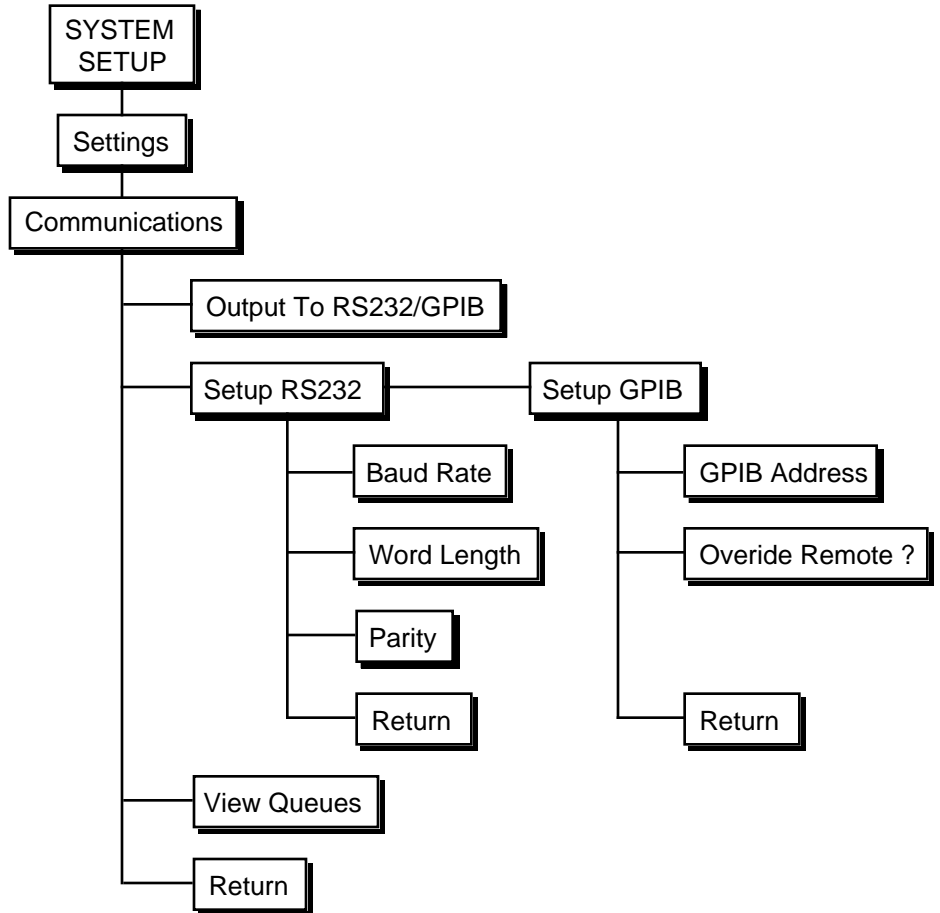 SYSTEM
SETUP
Settings
Communications
Output To RS232/GPIB
Setup RS232
Setup GPIB
Baud Rate
GPIB Address
Word Length
Overide Remote ?
Parity
Return
Return
View Queues
Return